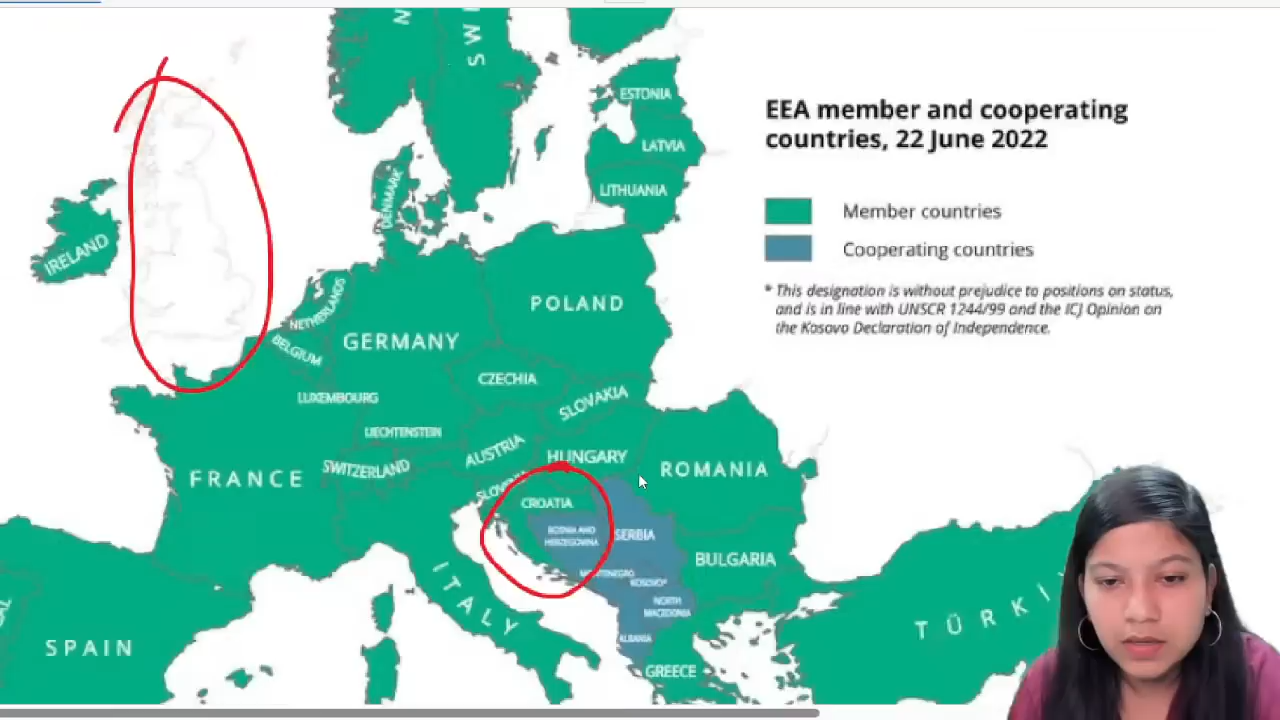 N
SWI
ESTONIA
LATVIA
LITHUANIA
DENMARK
IRELAND
NETHERLANDS
BELGIUM
GERMANY
POLAND
LUXEMBOURG
CZECHIA
SLOVAKIA
LIECHTENSTEIN
AUSTRIA
HUNGARY
SWITZERLAND
FRANCE
ROMANIA
CROATIA
BOSNIA AND
HERZEGOVINA
SERBIA
BULGARIA
KOSOVO*
NORTH
MACEDONIA
ALBANIA
ITALY
GREECE
SPAIN
TÜRKİ
EEA member and cooperating
countries, 22 June 2022
Member countries
Cooperating countries
* This designation is without prejudice to positions on status,
and is in line with UNSCR 1244/99 and the ICJ Opinion on
the Kosovo Declaration of Independence.